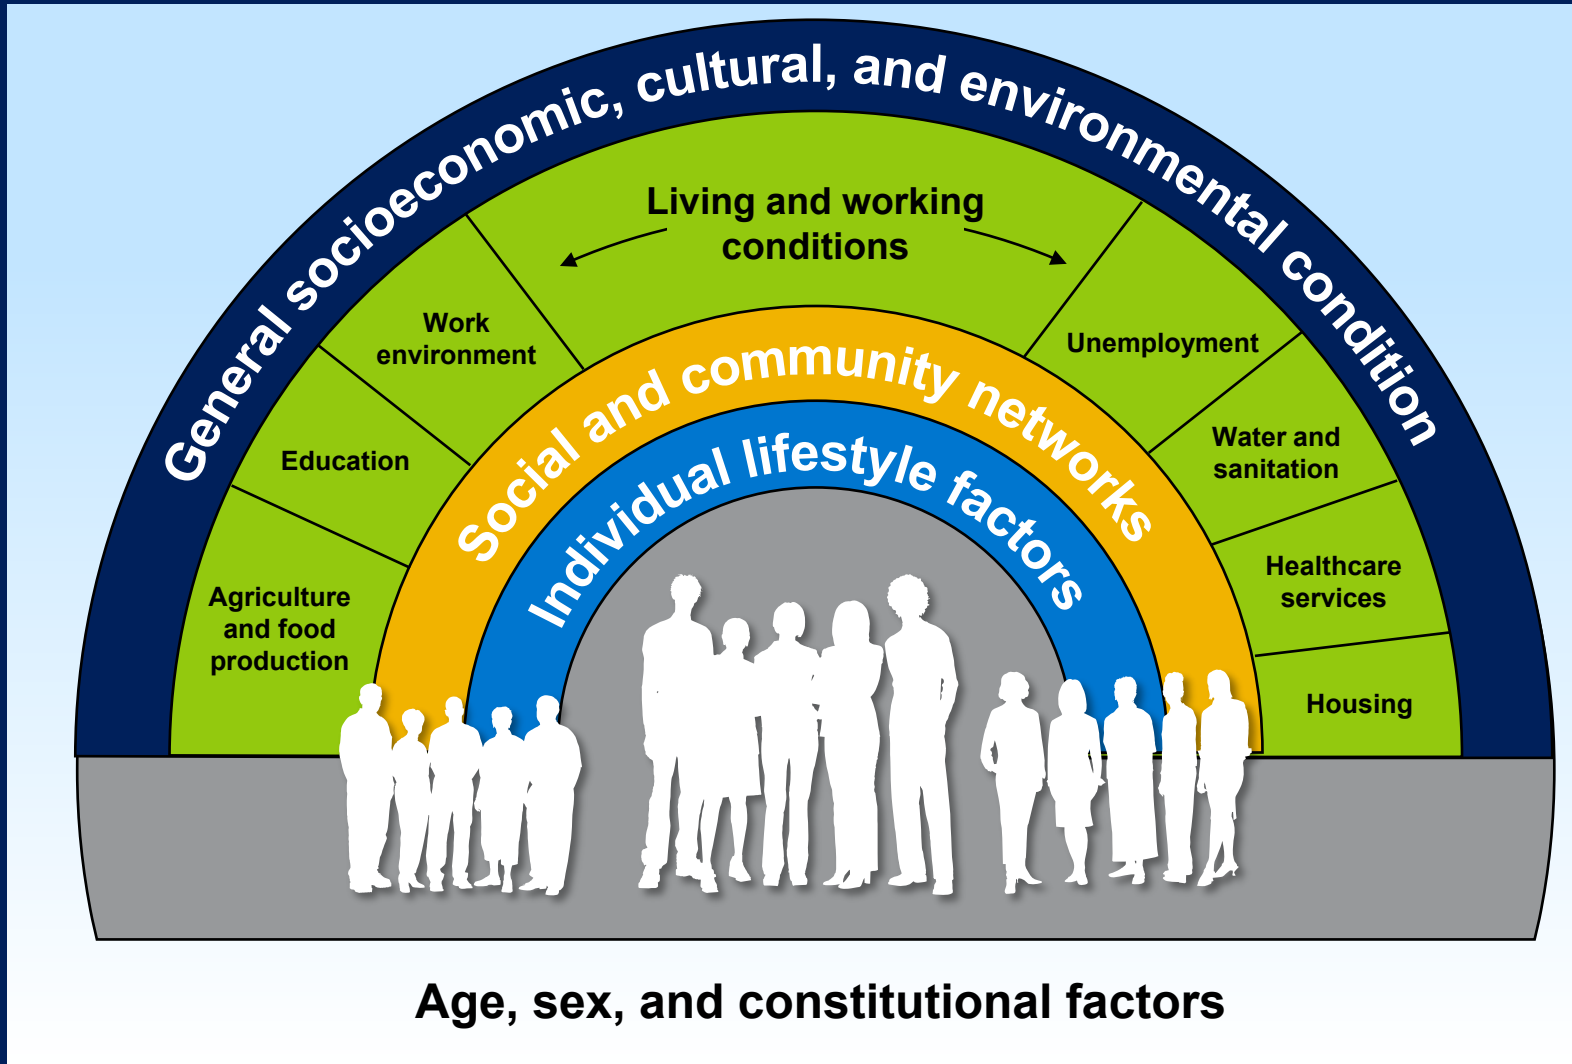 General socioeconomic, cultural, and environmental condition
Living and working
conditions
Work
environment
Education
Agriculture
and food
production
Unemployment
Water and
sanitation
Healthcare
services
Housing
Social and community networks
Individual lifestyle factors
Age, sex, and constitutional factors